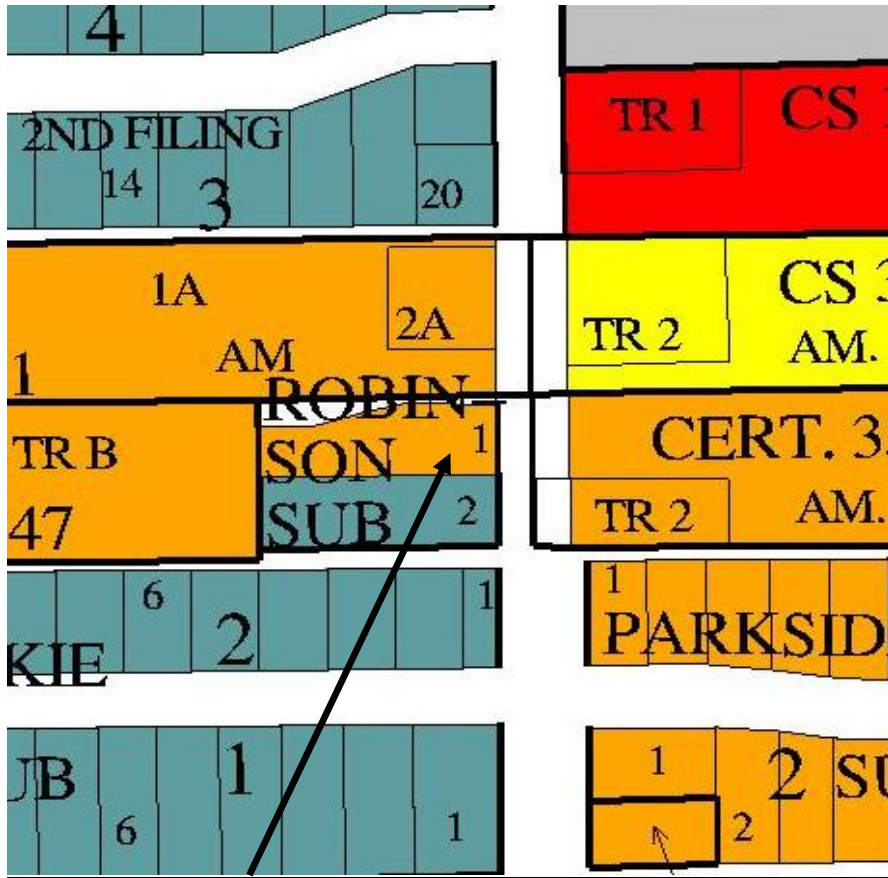 4
2ND FILING
14
3
20
TR 1
CS
1A
2A
1
AM
TR 2
CS 3
AM.
ROBIN
SON
SUB
1
2
TR B
47
CERT. 3
TR 2
AM.
6
2
1
KIE
1
PARKSID
UB
1
6
1
1
2
SU
2